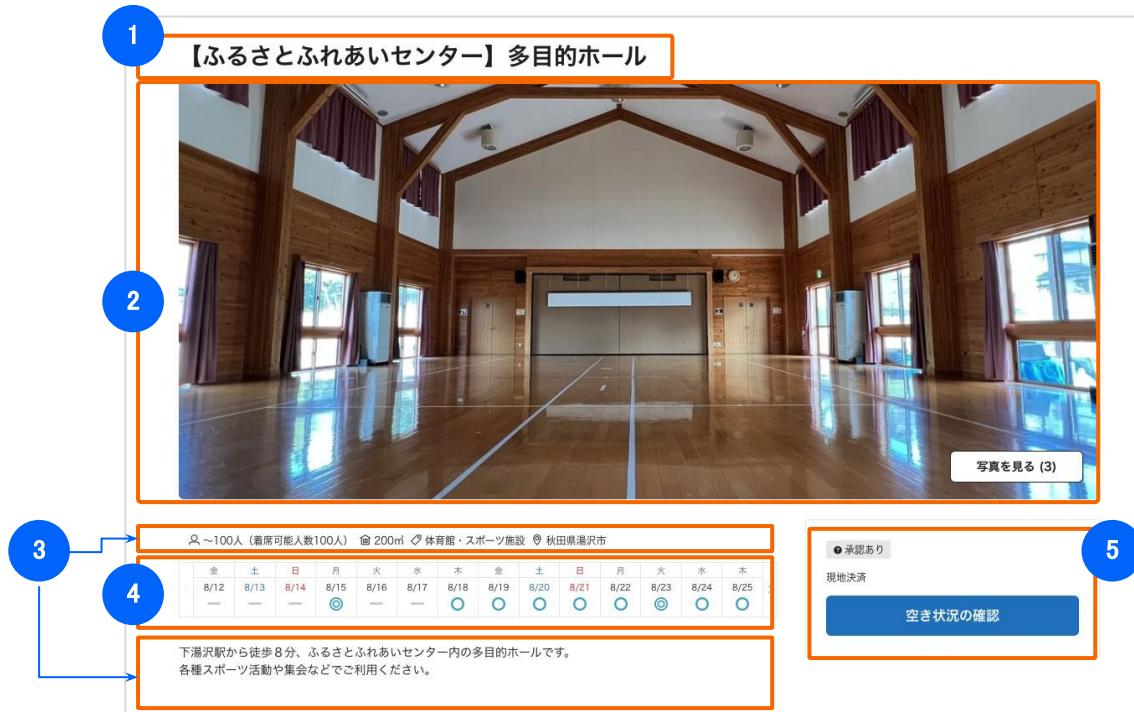 1
【ふるさとふれあいセンター】多目的ホール
2
写真を見る (3)
3
～100人（着席可能人数100人） 200㎡ 体育館・スポーツ施設 秋田県湯沢市
4
金 土 日 月 火 水 木 金 土 日 月 火 水 木
8/12 8/13 8/14 8/15 8/16 8/17 8/18 8/19 8/20 8/21 8/22 8/23 8/24 8/25
— — — ◎ — — ○ ○ ○ ○ ○ ◎ ○ ○
下湯沢駅から徒歩８分、ふるさとふれあいセンター内の多目的ホールです。
各種スポーツ活動や集会などでご利用ください。
5
承認あり
現地決済
空き状況の確認